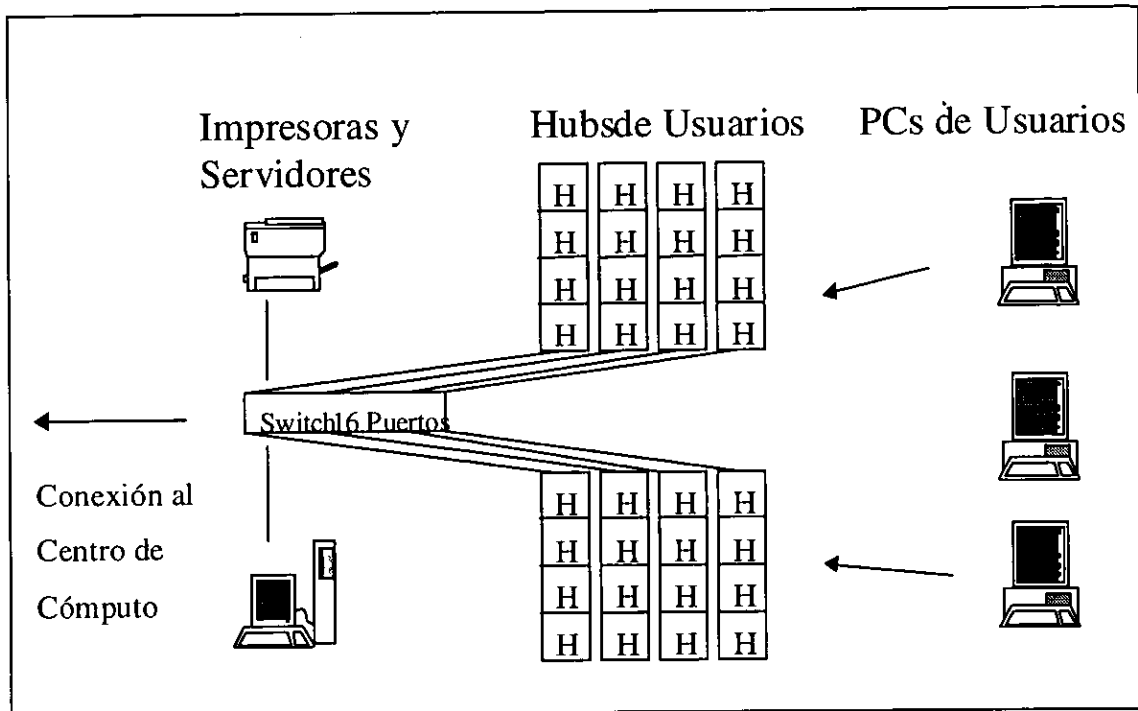 Impresoras y
Servidores
Hubsde Usuarios
PCs de Usuarios
H H H H
H H H H
H H H H
H H H H
Switch16 Puertos
Conexión al
Centro de
Cómputo
H H H H
H H H H
H H H H
H H H H